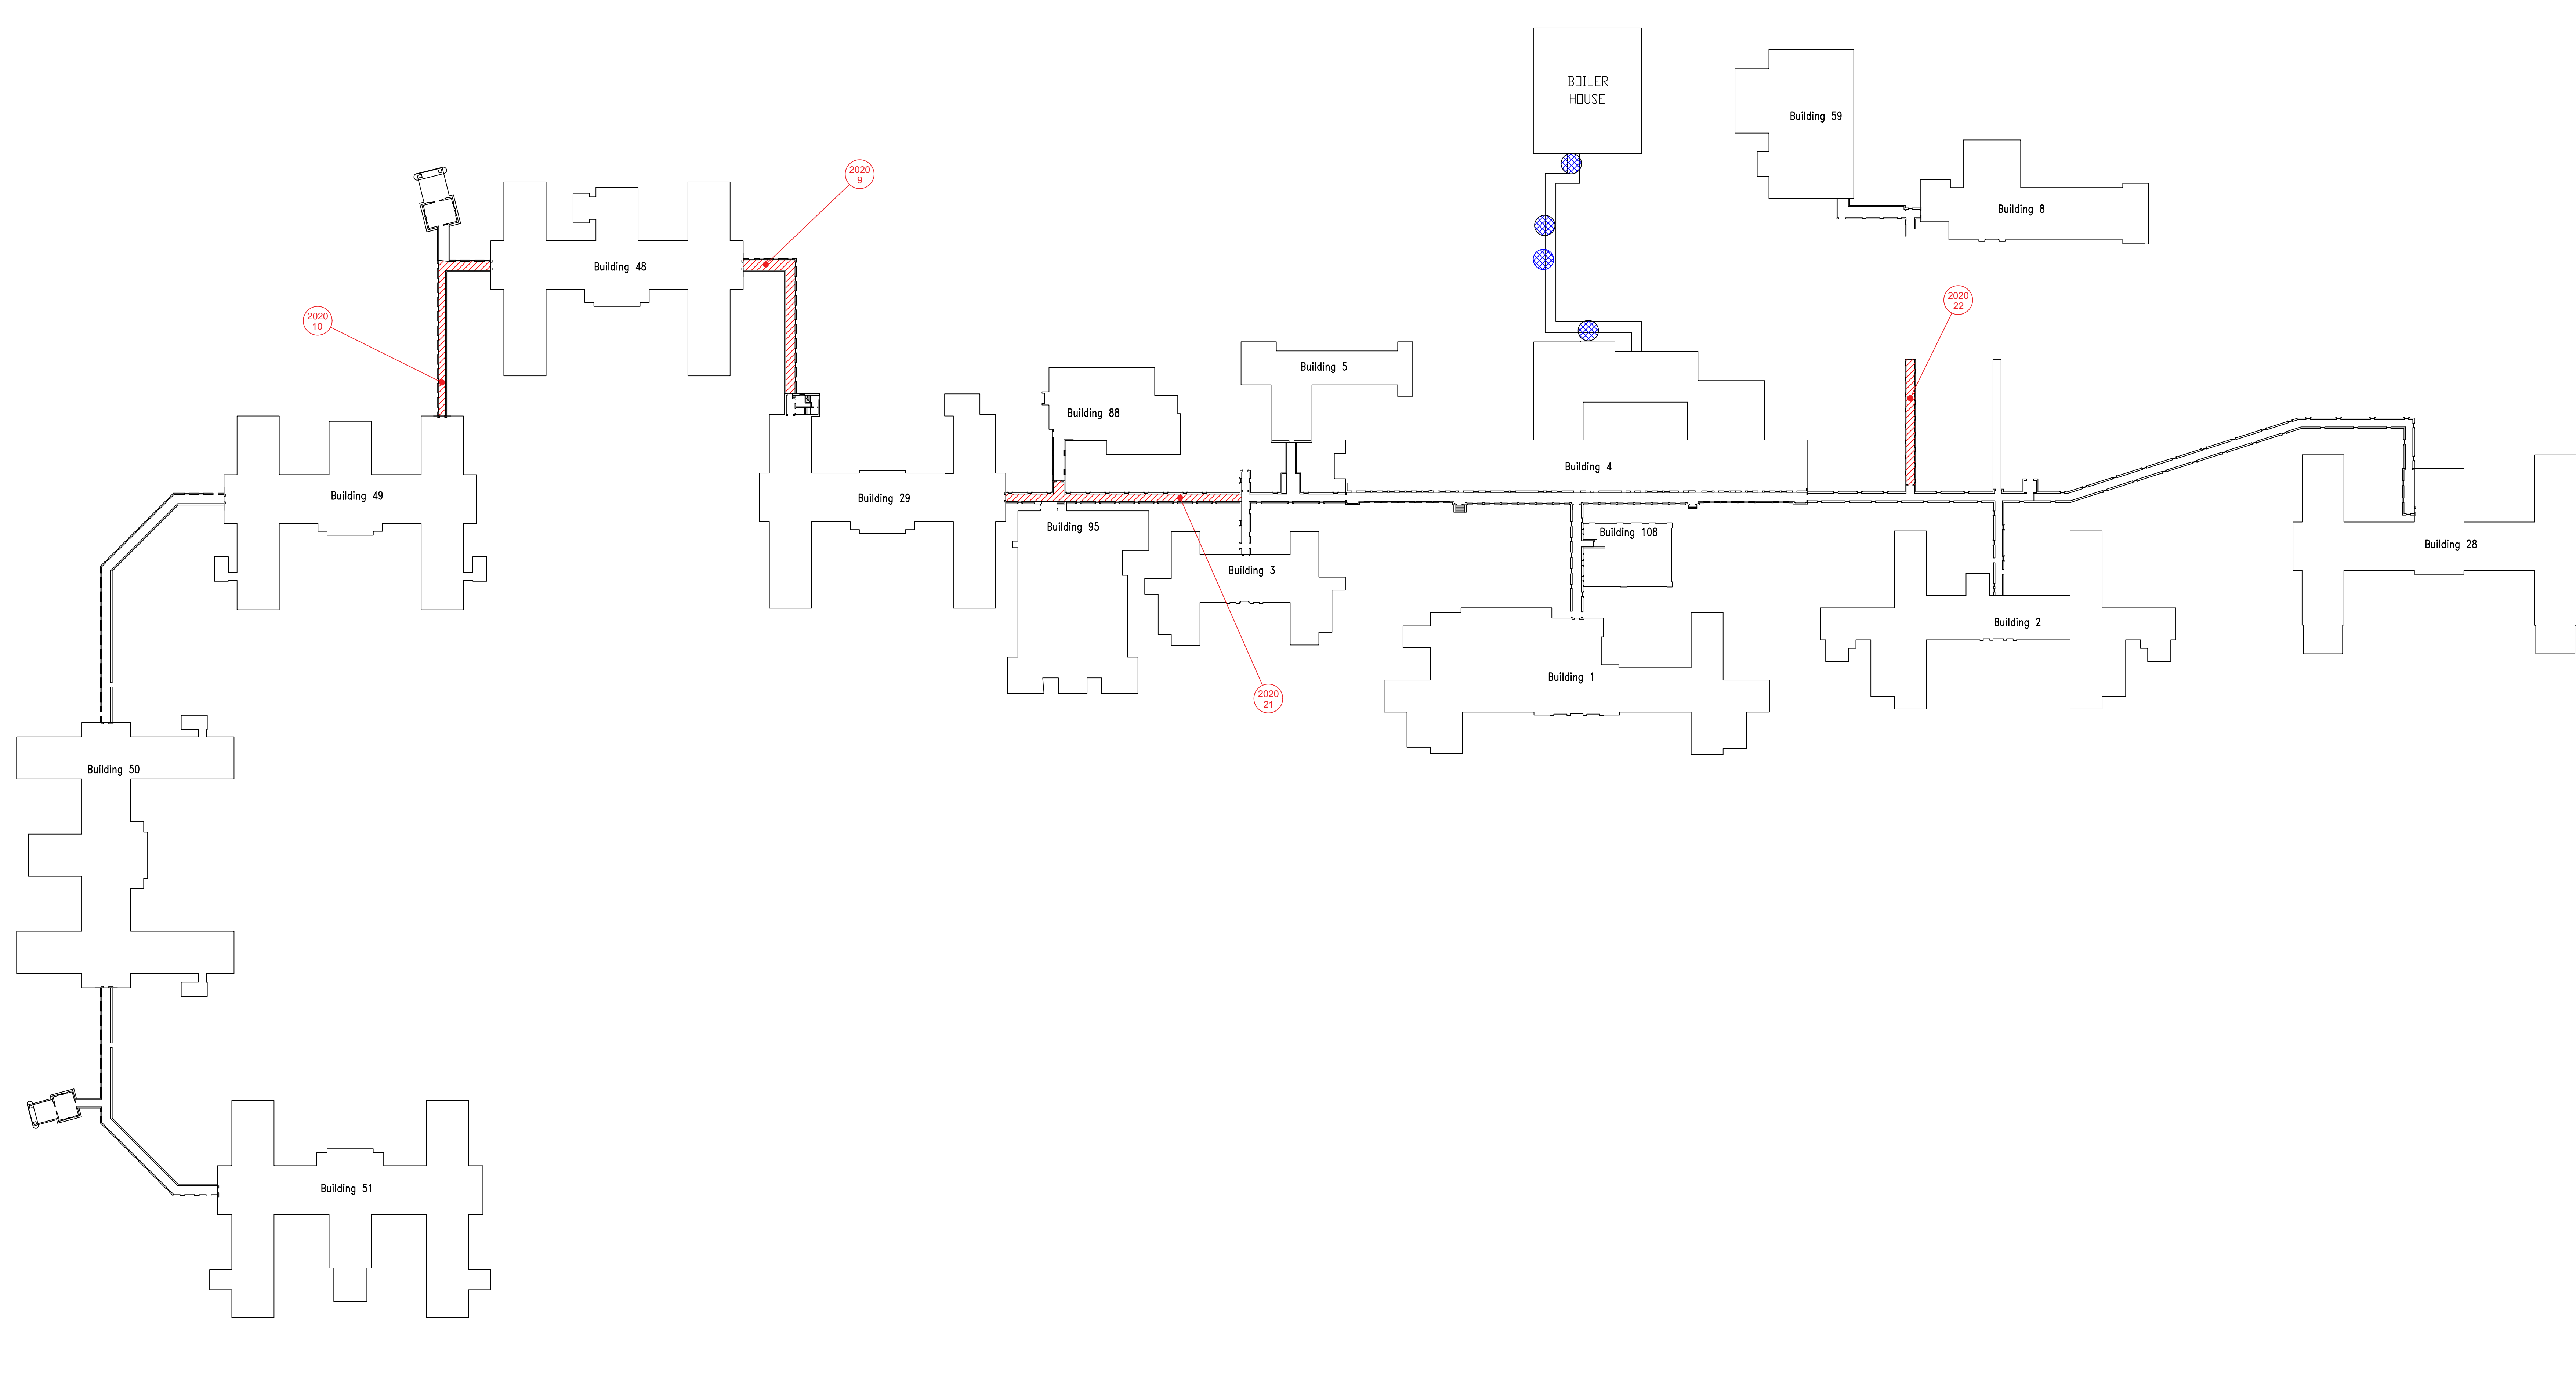 BOILER
HOUSE
Building 59
2020
9
Building 8
Building 48
2020
10
2020
22
Building 5
Building 88
Building 4
Building 49
Building 29
Building 95
Building 108
Building 28
Building 3
Building 2
Building 1
2020
21
Building 50
Building 51